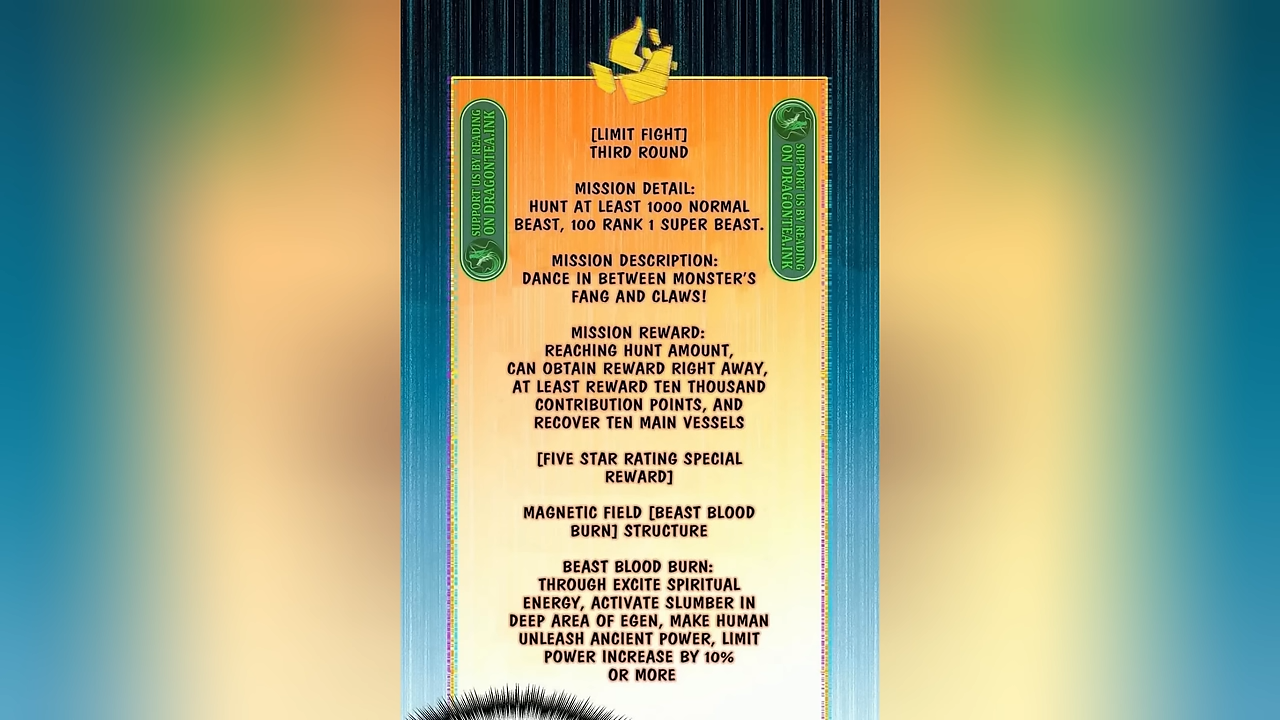 SUPPORT US BY READING
ON DRAGONTEA.INK
SUPPORT US BY READING
ON DRAGONTEA.INK
[LIMIT FIGHT]
THIRD ROUND
MISSION DETAIL:
HUNT AT LEAST 1000 NORMAL
BEAST, 100 RANK 1 SUPER BEAST.
MISSION DESCRIPTION:
DANCE IN BETWEEN MONSTER'S
FANG AND CLAWS!
MISSION REWARD:
REACHING HUNT AMOUNT,
CAN OBTAIN REWARD RIGHT AWAY,
AT LEAST REWARD TEN THOUSAND
CONTRIBUTION POINTS, AND
RECOVER TEN MAIN VESSELS
[FIVE STAR RATING SPECIAL
REWARD]
MAGNETIC FIELD [BEAST BLOOD
BURN] STRUCTURE
BEAST BLOOD BURN:
THROUGH EXCITE SPIRITUAL
ENERGY, ACTIVATE SLUMBER IN
DEEP AREA OF EGEN, MAKE HUMAN
UNLEASH ANCIENT POWER, LIMIT
POWER INCREASE BY 10%
OR MORE